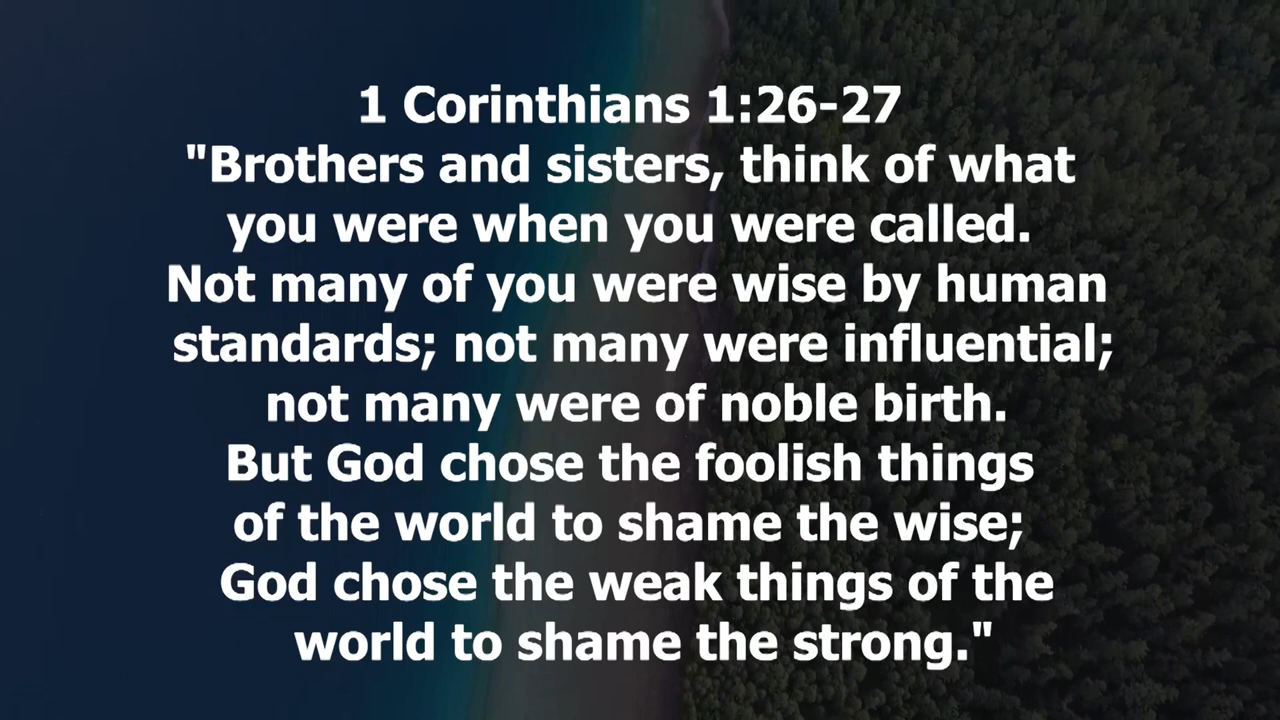 1 Corinthians 1:26-27
"Brothers and sisters, think of what
you were when you were called.
Not many of you were wise by human
standards; not many were influential;
not many were of noble birth.
But God chose the foolish things
of the world to shame the wise;
God chose the weak things of the
world to shame the strong."